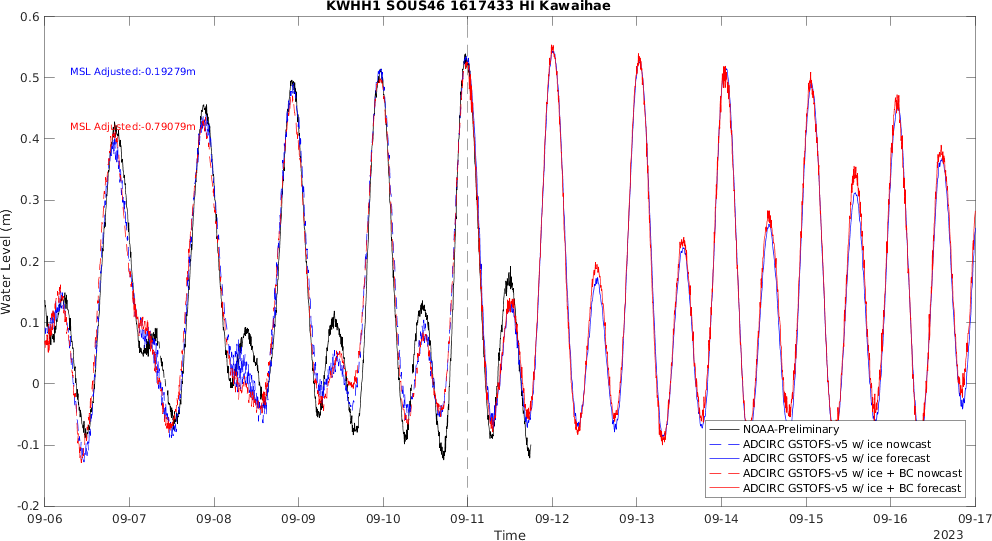 KWHH1 SOUS46 1617433 HI Kawaihae
0.6
0.5
0.4
0.3
0.2
0.1
0
-0.1
-0.2
Water Level (m)
MSL Adjusted:-0.19279m
MSL Adjusted:-0.79079m
NOAA-Preliminary
ADCIRC GSTOFS-v5 w/ ice nowcast
ADCIRC GSTOFS-v5 w/ ice forecast
ADCIRC GSTOFS-v5 w/ ice + BC nowcast
ADCIRC GSTOFS-v5 w/ ice + BC forecast
09-06 09-07 09-08 09-09 09-10 09-11 09-12 09-13 09-14 09-15 09-16 09-17
Time
2023